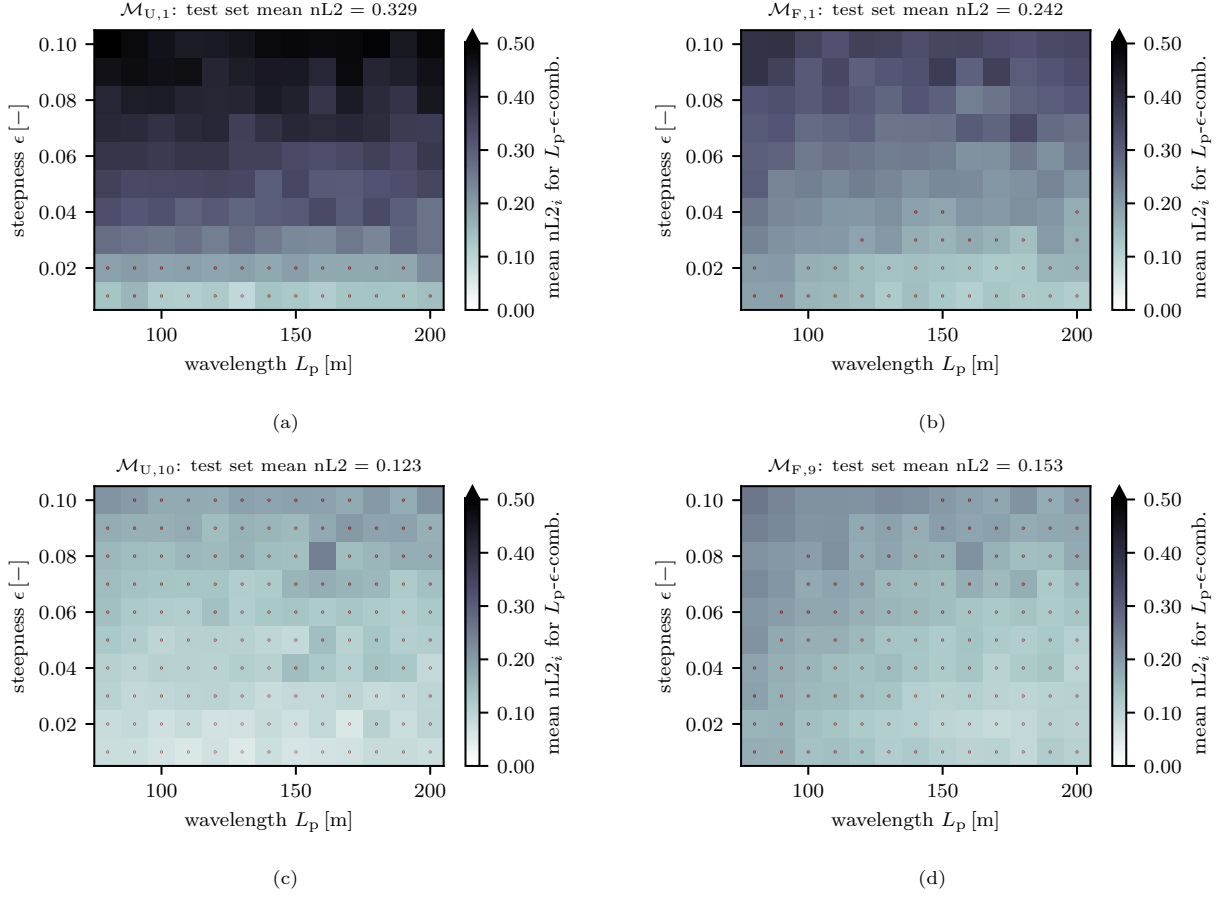 𝓜U,1: test set mean nL2 = 0.329
0.10
0.08
0.06
0.04
0.02
steepness ϵ [−]
100
150
200
wavelength Lp [m]
0.50
0.40
0.30
0.20
0.10
0.00
mean nL2i for Lp-ϵ-comb.
(a)
𝓜F,1: test set mean nL2 = 0.242
0.10
0.08
0.06
0.04
0.02
steepness ϵ [−]
100
150
200
wavelength Lp [m]
0.50
0.40
0.30
0.20
0.10
0.00
mean nL2i for Lp-ϵ-comb.
(b)
𝓜U,10: test set mean nL2 = 0.123
0.10
0.08
0.06
0.04
0.02
steepness ϵ [−]
100
150
200
wavelength Lp [m]
0.50
0.40
0.30
0.20
0.10
0.00
mean nL2i for Lp-ϵ-comb.
(c)
𝓜F,9: test set mean nL2 = 0.153
0.10
0.08
0.06
0.04
0.02
steepness ϵ [−]
100
150
200
wavelength Lp [m]
0.50
0.40
0.30
0.20
0.10
0.00
mean nL2i for Lp-ϵ-comb.
(d)